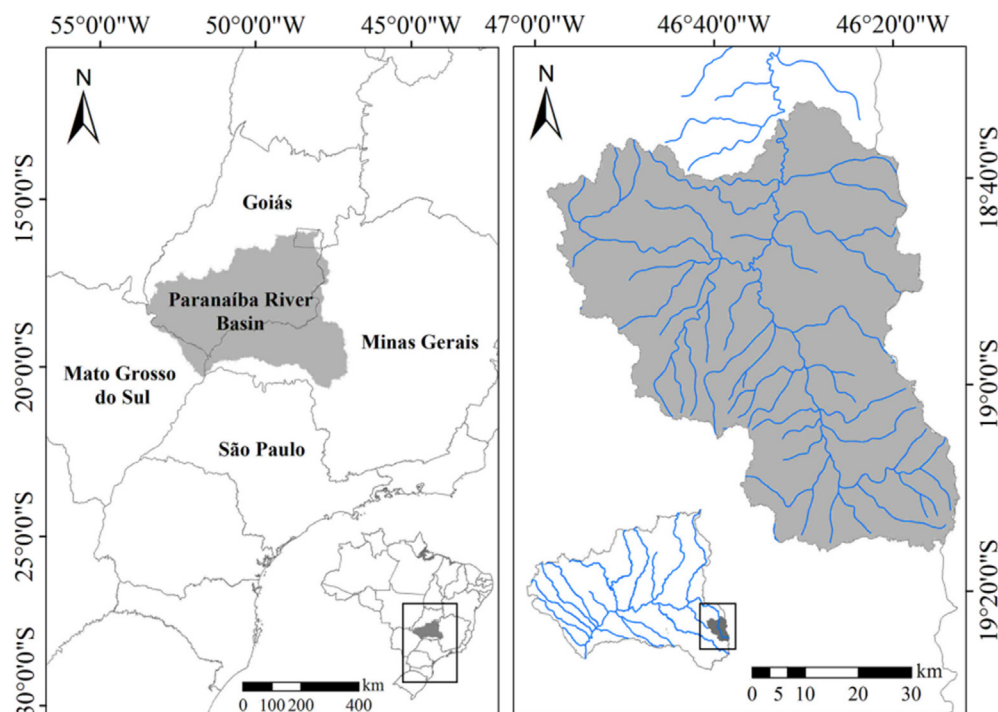 55°0'0"W 50°0'0"W 45°0'0"W
N
15°0'0"S
20°0'0"S
25°0'0"S
30°0'0"S
Goiás
Paranaíba River
Basin
Minas Gerais
Mato Grosso
do Sul
São Paulo
km
0 100 200 400
47°0'0"W 46°40'0"W 46°20'0"W
N
18°40'0"S
19°0'0"S
19°20'0"S
km
0 5 10 20 30